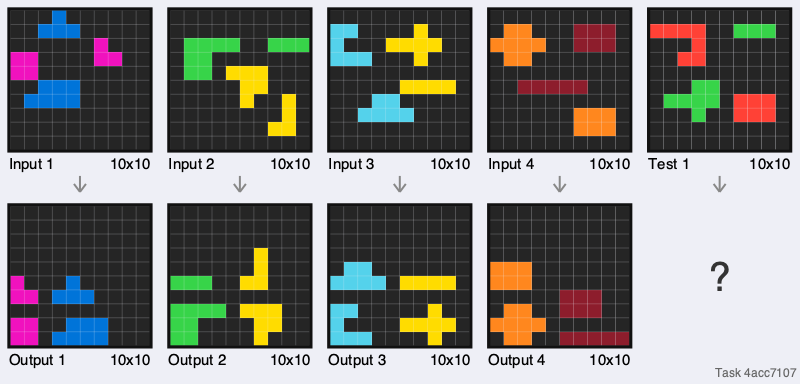 Input 1 10x10 Input 2 10x10 Input 3 10x10 Input 4 10x10 Test 1 10x10
?
Output 1 10x10 Output 2 10x10 Output 3 10x10 Output 4 10x10
Task 4acc7107